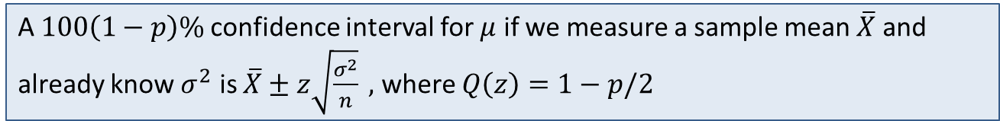 A 100(1 − p)% confidence interval for μ if we measure a sample mean X̄ and
already know σ² is X̄ ± z√(σ²/n) , where Q(z) = 1 − p/2